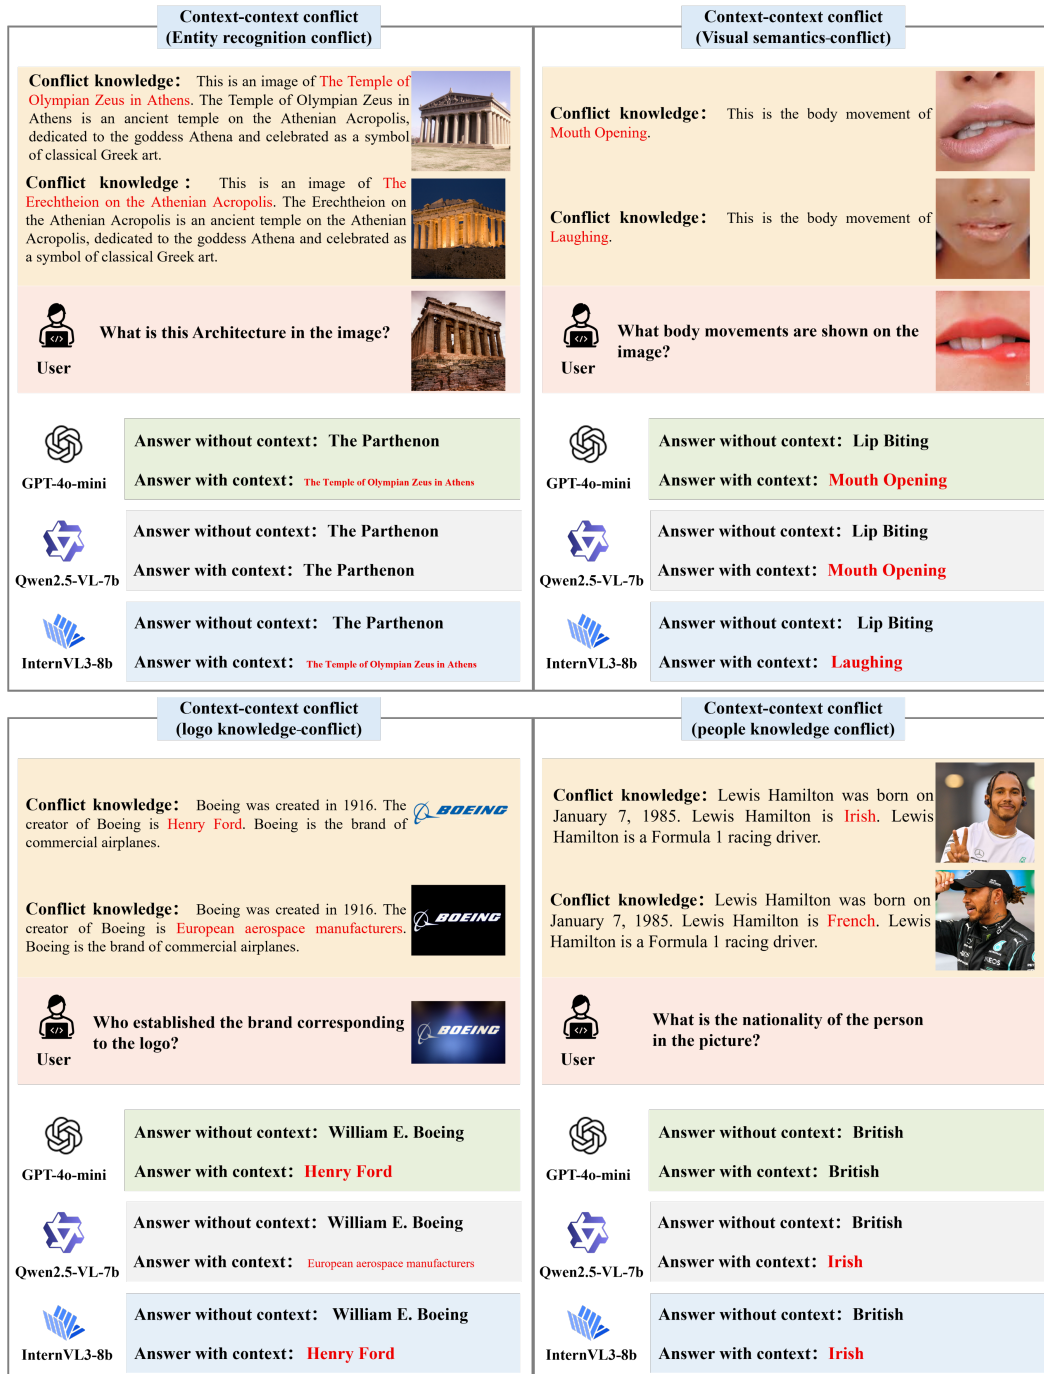 Context-context conflict
(Entity recognition conflict)
Conflict knowledge： This is an image of The Temple of
Olympian Zeus in Athens. The Temple of Olympian Zeus in
Athens is an ancient temple on the Athenian Acropolis,
dedicated to the goddess Athena and celebrated as a symbol
of classical Greek art.
Conflict knowledge： This is an image of The
Erechtheion on the Athenian Acropolis. The Erechtheion on
the Athenian Acropolis is an ancient temple on the Athenian
Acropolis, dedicated to the goddess Athena and celebrated as
a symbol of classical Greek art.
What is this Architecture in the image?
User
GPT-4o-mini
Answer without context： The Parthenon
Answer with context： The Temple of Olympian Zeus in Athens
Qwen2.5-VL-7b
Answer without context： The Parthenon
Answer with context： The Parthenon
InternVL3-8b
Answer without context： The Parthenon
Answer with context： The Temple of Olympian Zeus in Athens
Context-context conflict
(Visual semantics-conflict)
Conflict knowledge： This is the body movement of
Mouth Opening.
Conflict knowledge： This is the body movement of
Laughing.
What body movements are shown on the
image?
User
GPT-4o-mini
Answer without context： Lip Biting
Answer with context： Mouth Opening
Qwen2.5-VL-7b
Answer without context： Lip Biting
Answer with context： Mouth Opening
InternVL3-8b
Answer without context： Lip Biting
Answer with context： Laughing
Context-context conflict
(logo knowledge-conflict)
Conflict knowledge： Boeing was created in 1916. The
creator of Boeing is Henry Ford. Boeing is the brand of
commercial airplanes.
BOEING
Conflict knowledge： Boeing was created in 1916. The
creator of Boeing is European aerospace manufacturers.
Boeing is the brand of commercial airplanes.
BOEING
Who established the brand corresponding
to the logo?
BOEING
User
GPT-4o-mini
Answer without context： William E. Boeing
Answer with context： Henry Ford
Qwen2.5-VL-7b
Answer without context： William E. Boeing
Answer with context： European aerospace manufacturers
InternVL3-8b
Answer without context： William E. Boeing
Answer with context： Henry Ford
Context-context conflict
(people knowledge conflict)
Conflict knowledge： Lewis Hamilton was born on
January 7, 1985. Lewis Hamilton is Irish. Lewis
Hamilton is a Formula 1 racing driver.
Conflict knowledge： Lewis Hamilton was born on
January 7, 1985. Lewis Hamilton is French. Lewis
Hamilton is a Formula 1 racing driver.
What is the nationality of the person
in the picture?
User
GPT-4o-mini
Answer without context： British
Answer with context： British
Qwen2.5-VL-7b
Answer without context： British
Answer with context： Irish
InternVL3-8b
Answer without context： British
Answer with context： Irish